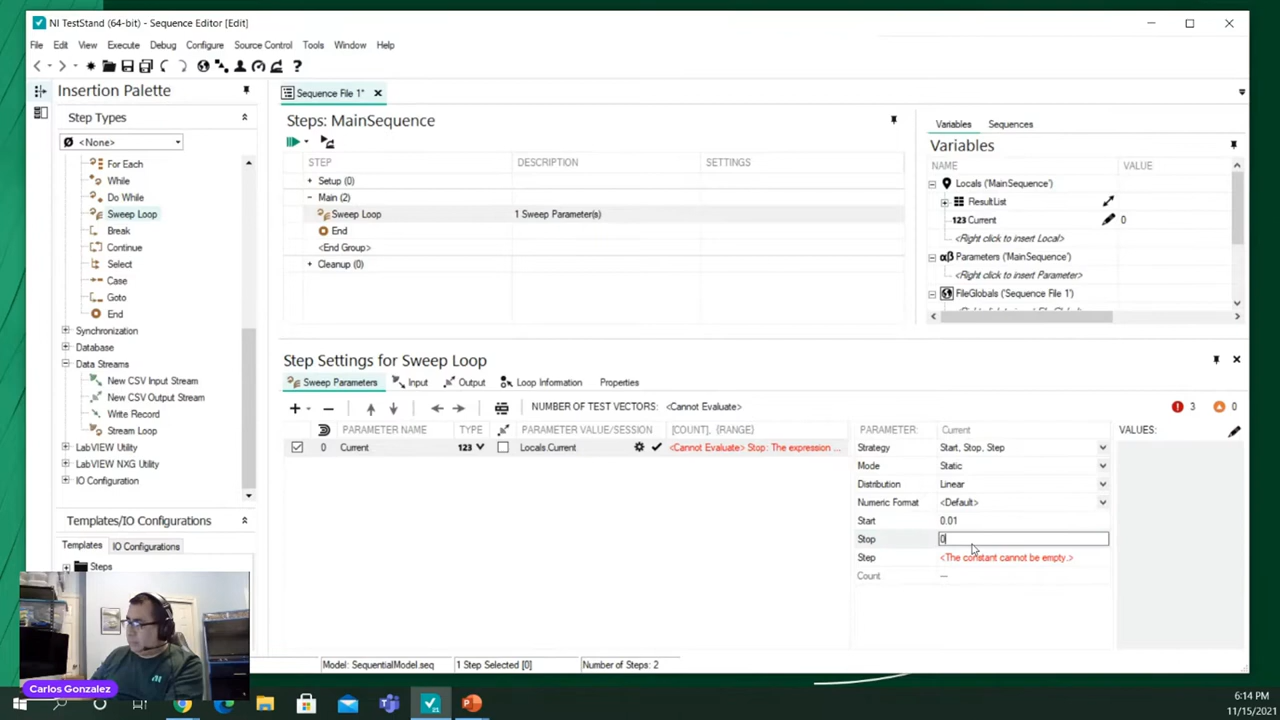 NI TestStand (64-bit) - Sequence Editor [Edit]
File Edit View Execute Debug Configure Source Control Tools Window Help
Insertion Palette
Step Types
<None>
For Each
While
Do While
Sweep Loop
Break
Continue
Select
Case
Goto
End
Synchronization
Database
Data Streams
New CSV Input Stream
New CSV Output Stream
Write Record
Stream Loop
LabVIEW Utility
LabVIEW NXG Utility
IO Configuration
Templates/IO Configurations
Templates IO Configurations
Steps
Sequence File 1*
Steps: MainSequence
STEP DESCRIPTION SETTINGS
Setup (0)
Main (2)
Sweep Loop 1 Sweep Parameter(s)
End
<End Group>
Cleanup (0)
Variables Sequences
Variables
NAME VALUE
Locals ('MainSequence')
ResultList
123 Current 0
<Right click to insert Local>
αβ Parameters ('MainSequence')
<Right click to insert Parameter>
FileGlobals ('Sequence File 1')
Step Settings for Sweep Loop
Sweep Parameters Input Output Loop Information Properties
NUMBER OF TEST VECTORS: <Cannot Evaluate> 3 0
PARAMETER NAME TYPE PARAMETER VALUE/SESSION [COUNT], {RANGE}
0 Current 123 Locals.Current <Cannot Evaluate> Stop: The expression ...
PARAMETER: Current
Strategy Start, Stop, Step
Mode Static
Distribution Linear
Numeric Format <Default>
Start 0.01
Stop 0
Step <The constant cannot be empty.>
Count —
VALUES:
Model: SequentialModel.seq 1 Step Selected [0] Number of Steps: 2
Carlos Gonzalez
6:14 PM
11/15/2021